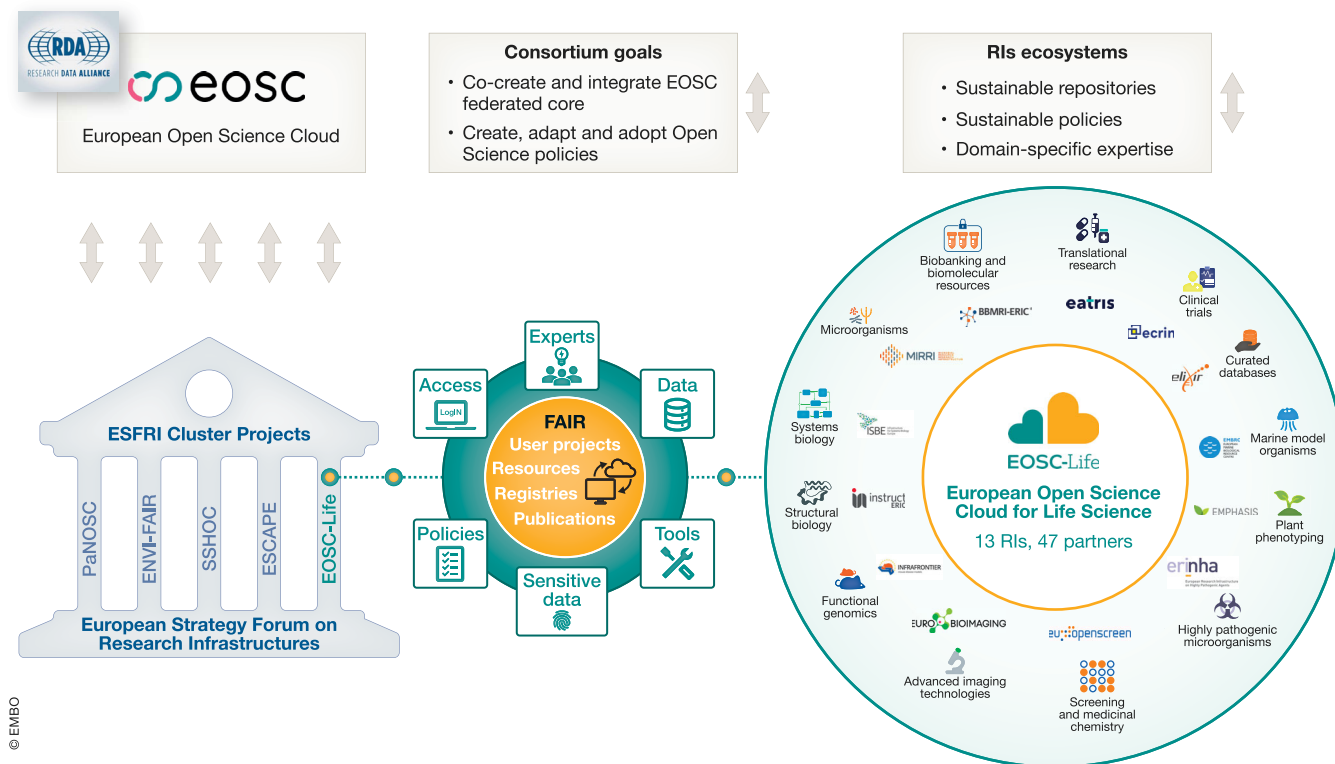 RDA
RESEARCH DATA ALLIANCE
eosc
European Open Science Cloud
Consortium goals
• Co-create and integrate EOSC
federated core
• Create, adapt and adopt Open
Science policies
RIs ecosystems
• Sustainable repositories
• Sustainable policies
• Domain-specific expertise
ESFRI Cluster Projects
PaNOSC
ENVI-FAIR
SSHOC
ESCAPE
EOSC-Life
European Strategy Forum on
Research Infrastructures
Experts
Access
LogIN
Data
FAIR
User projects
Resources
Registries
Publications
Policies
Tools
Sensitive
data
Biobanking and
biomolecular
resources
BBMRI-ERIC
Translational
research
eatris
Clinical
trials
ecrin
Curated
databases
elixir
Marine model
organisms
EMBRC
Plant
phenotyping
EMPHASIS
erinha
Highly pathogenic
microorganisms
eu openscreen
Screening
and medicinal
chemistry
EURO BIOIMAGING
Advanced imaging
technologies
INFRAFRONTIER
Functional
genomics
instruct
ERIC
Structural
biology
ISBE
Systems
biology
MIRRI
Microorganisms
EOSC-Life
European Open Science
Cloud for Life Science
13 RIs, 47 partners
© EMBO